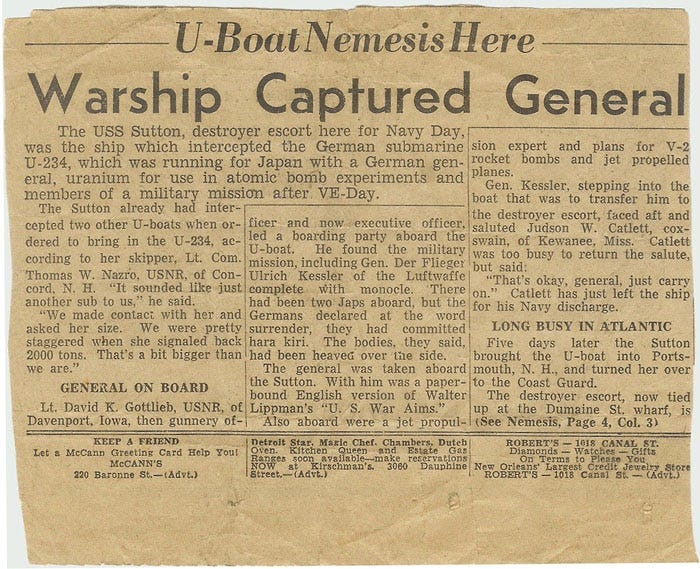 U-Boat Nemesis Here
Warship Captured General
The USS Sutton, destroyer escort here for Navy Day,
was the ship which intercepted the German submarine
U-234, which was running for Japan with a German gen-
eral, uranium for use in atomic bomb experiments and
members of a military mission after VE-Day.
The Sutton already had inter-
cepted two other U-boats when or-
dered to bring in the U-234, ac-
cording to her skipper, Lt. Com.
Thomas W. Nazro, USNR, of Con-
cord, N. H. "It sounded like just
another sub to us," he said.
"We made contact with her and
asked her size. We were pretty
staggered when she signaled back
2000 tons. That's a bit bigger than
we are."
GENERAL ON BOARD
Lt. David K. Gottlieb, USNR, of
Davenport, Iowa, then gunnery of-
ficer and now executive officer,
led a boarding party aboard the
U-boat. He found the military
mission, including Gen. Der Flieger
Ulrich Kessler of the Luftwaffe
complete with monocle. There
had been two Japs aboard, but the
Germans declared at the word
surrender, they had committed
hara kiri. The bodies, they said,
had been heaved over the side.
The general was taken aboard
the Sutton. With him was a paper-
bound English version of Walter
Lippman's "U. S. War Aims."
Also aboard were a jet propul-
sion expert and plans for V-2
rocket bombs and jet propelled
planes.
Gen. Kessler, stepping into the
boat that was to transfer him to
the destroyer escort, faced aft and
saluted Judson W. Catlett, cox-
swain, of Kewanee, Miss. Catlett
was too busy to return the salute,
but said:
"That's okay, general, just carry
on." Catlett has just left the ship
for his Navy discharge.
LONG BUSY IN ATLANTIC
Five days later the Sutton
brought the U-boat into Ports-
mouth, N. H., and turned her over
to the Coast Guard.
The destroyer escort, now tied
up at the Dumaine St. wharf, is
(See Nemesis, Page 4, Col. 3)
KEEP A FRIEND
Let a McCann Greeting Card Help You!
McCANN'S
220 Baronne St.—(Advt.)
Detroit Star, Magic Chef, Chambers, Dutch
Oven, Kitchen Queen and Estate Gas
Ranges soon available—make reservations
NOW at Kirschman's. 3060 Dauphine
Street.—(Advt.)
ROBERT'S — 1018 CANAL ST.
Diamonds — Watches — Gifts
On Terms to Please You
New Orleans' Largest Credit Jewelry Store
ROBERT'S — 1018 Canal St. — (Advt.)